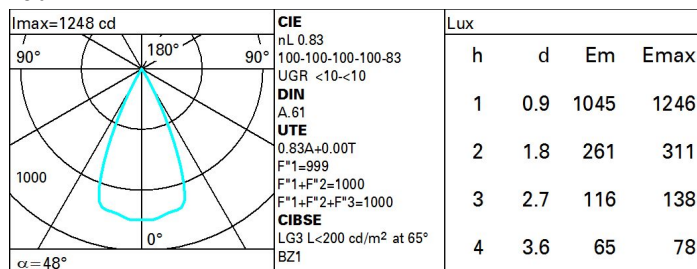 Imax=1248 cd
90° 180° 90°
1000
0°
α=48°
CIE
nL 0.83
100-100-100-100-83
UGR <10-<10
DIN
A.61
UTE
0.83A+0.00T
F"1=999
F"1+F"2=1000
F"1+F"2+F"3=1000
CIBSE
LG3 L<200 cd/m² at 65°
BZ1
Lux
h d Em Emax
1 0.9 1045 1246
2 1.8 261 311
3 2.7 116 138
4 3.6 65 78